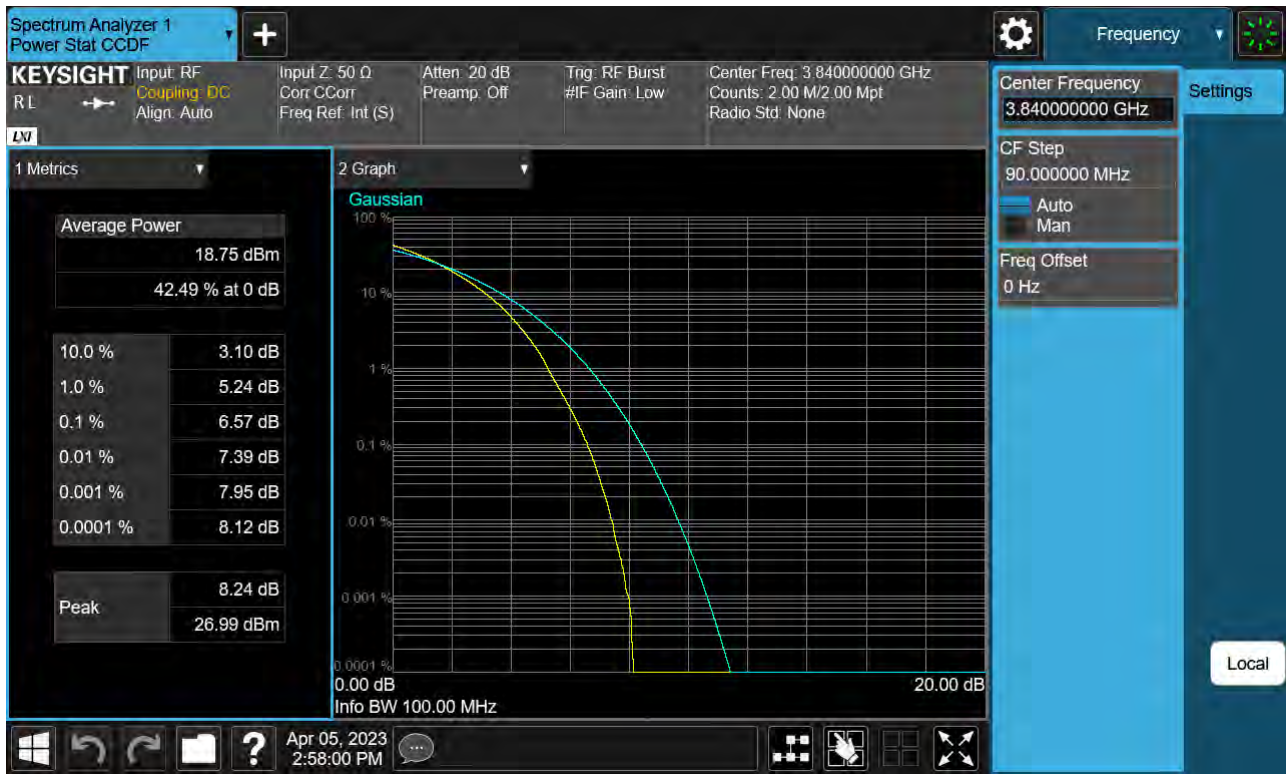 Spectrum Analyzer 1
Power Stat CCDF
Frequency
KEYSIGHT
R L
LXI
Input: RF
Coupling: DC
Align: Auto
Input Z: 50 Ω
Corr CCorr
Freq Ref: Int (S)
Atten: 20 dB
Preamp: Off
Trig: RF Burst
#IF Gain: Low
Center Freq: 3.840000000 GHz
Counts: 2.00 M/2.00 Mpt
Radio Std: None
Center Frequency
3.840000000 GHz
Settings
CF Step
90.000000 MHz
Auto
Man
Freq Offset
0 Hz
Local
1 Metrics
Average Power
18.75 dBm
42.49 % at 0 dB
10.0 % 3.10 dB
1.0 % 5.24 dB
0.1 % 6.57 dB
0.01 % 7.39 dB
0.001 % 7.95 dB
0.0001 % 8.12 dB
Peak 8.24 dB
26.99 dBm
2 Graph
Gaussian
100 %
10 %
1 %
0.1 %
0.01 %
0.001 %
0.0001 %
0.00 dB 20.00 dB
Info BW 100.00 MHz
?
Apr 05, 2023
2:58:00 PM